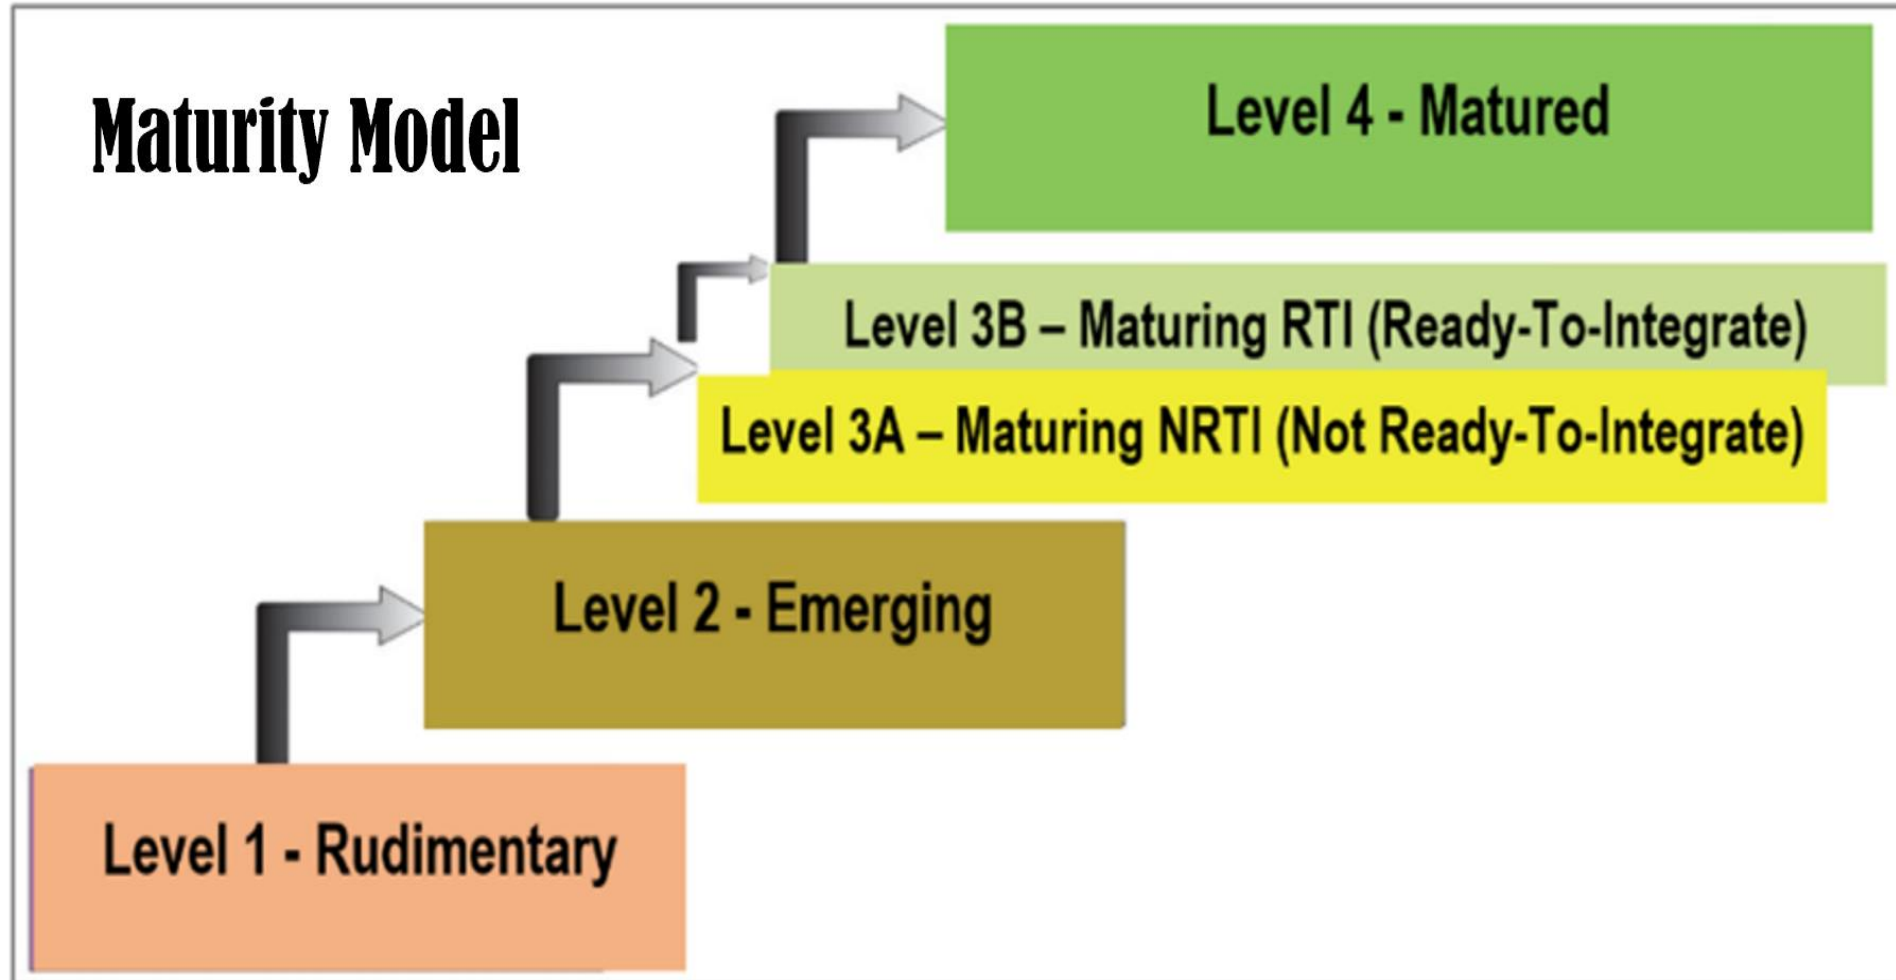 Maturity Model
Level 4 - Matured
Level 3B – Maturing RTI (Ready-To-Integrate)
Level 3A – Maturing NRTI (Not Ready-To-Integrate)
Level 2 - Emerging
Level 1 - Rudimentary